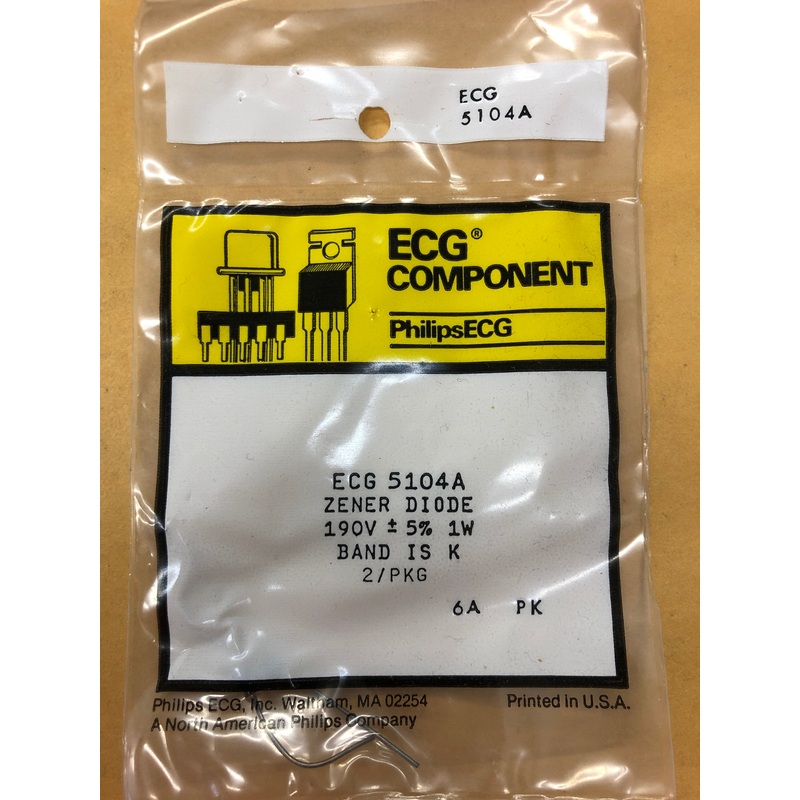 ECG
5104A
ECG®
COMPONENT
PhilipsECG
ECG 5104A
ZENER DIODE
190V ± 5% 1W
BAND IS K
2/PKG
6A PK
Philips ECG, Inc. Waltham, MA 02254 Printed in U.S.A.
A North American Philips Company